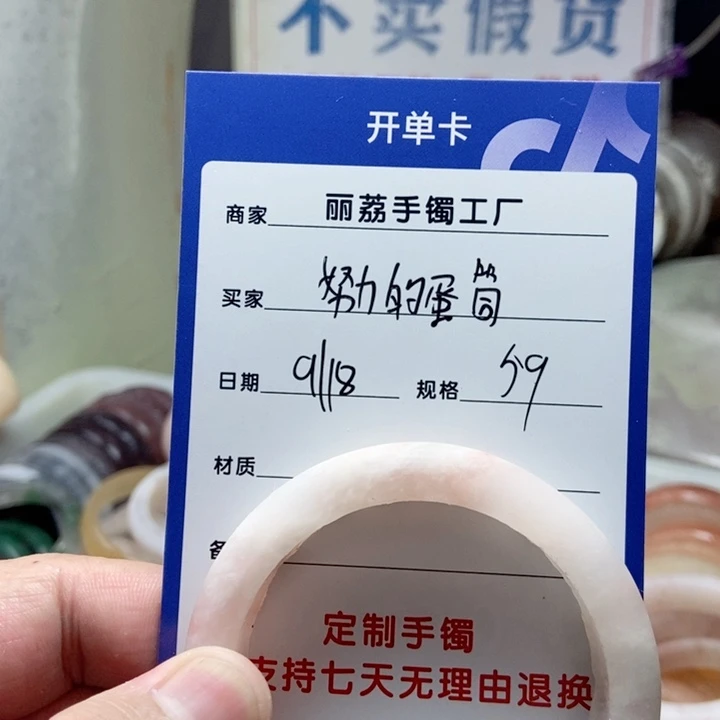 不卖假货
开单卡
商家 丽荔手镯工厂
买家 努力的蛋筒
日期 9/18 规格 59
材质
备
定制手镯
支持七天无理由退换